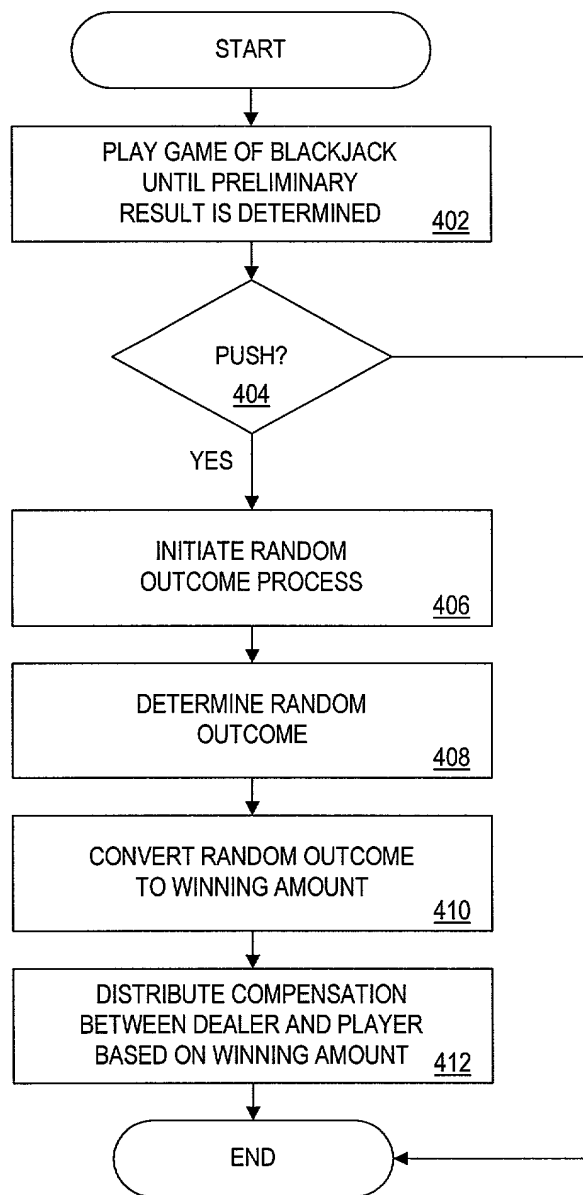 START
PLAY GAME OF BLACKJACK
UNTIL PRELIMINARY
RESULT IS DETERMINED
402
PUSH?
404
YES
INITIATE RANDOM
OUTCOME PROCESS
406
DETERMINE RANDOM
OUTCOME
408
CONVERT RANDOM OUTCOME
TO WINNING AMOUNT
410
DISTRIBUTE COMPENSATION
BETWEEN DEALER AND PLAYER
BASED ON WINNING AMOUNT
412
END